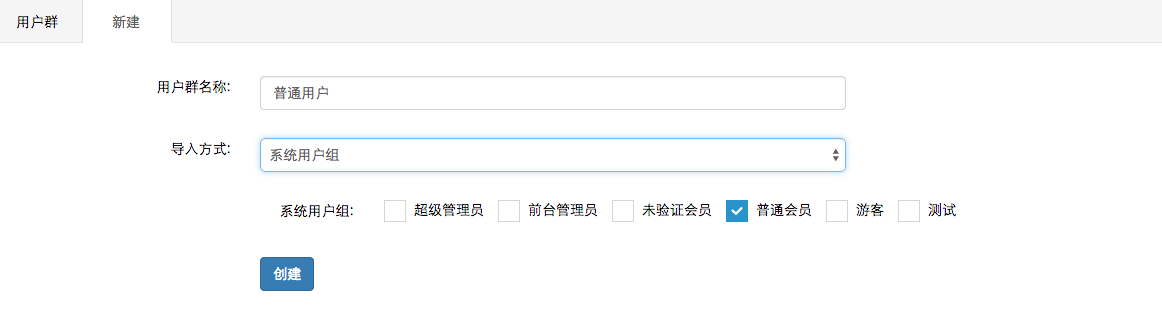 用户群 新建
用户群名称: 普通用户
导入方式: 系统用户组
系统用户组: 超级管理员 前台管理员 未验证会员 普通会员 游客 测试
创建